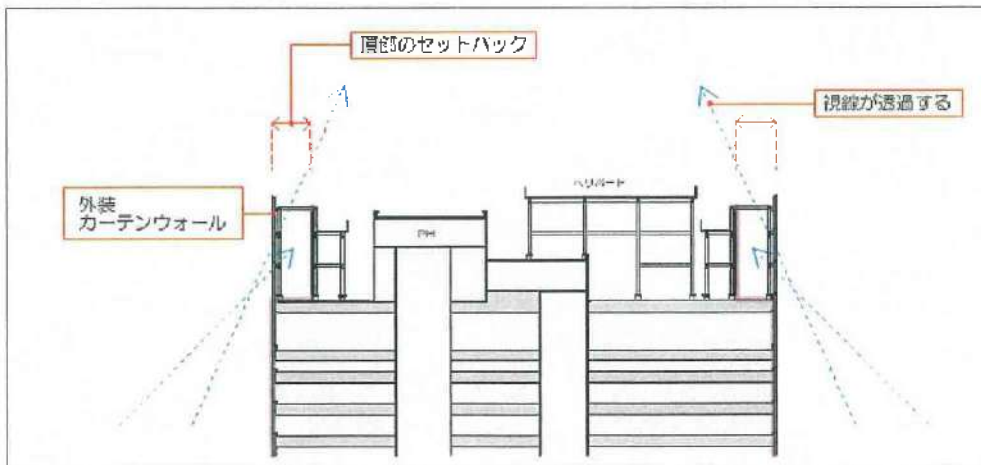 頂部のセットバック
視線が透過する
ヘリポート
外装
カーテンウォール
PH